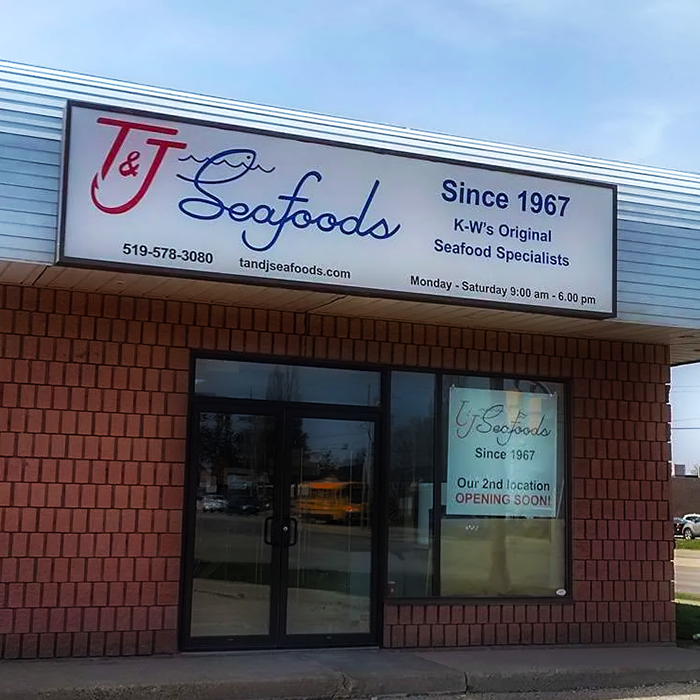 T&J Seafoods
Since 1967
K-W's Original
Seafood Specialists
519-578-3080
tandjseafoods.com
Monday - Saturday 9:00 am - 6.00 pm
T&J Seafoods
Since 1967
Our 2nd location
OPENING SOON!